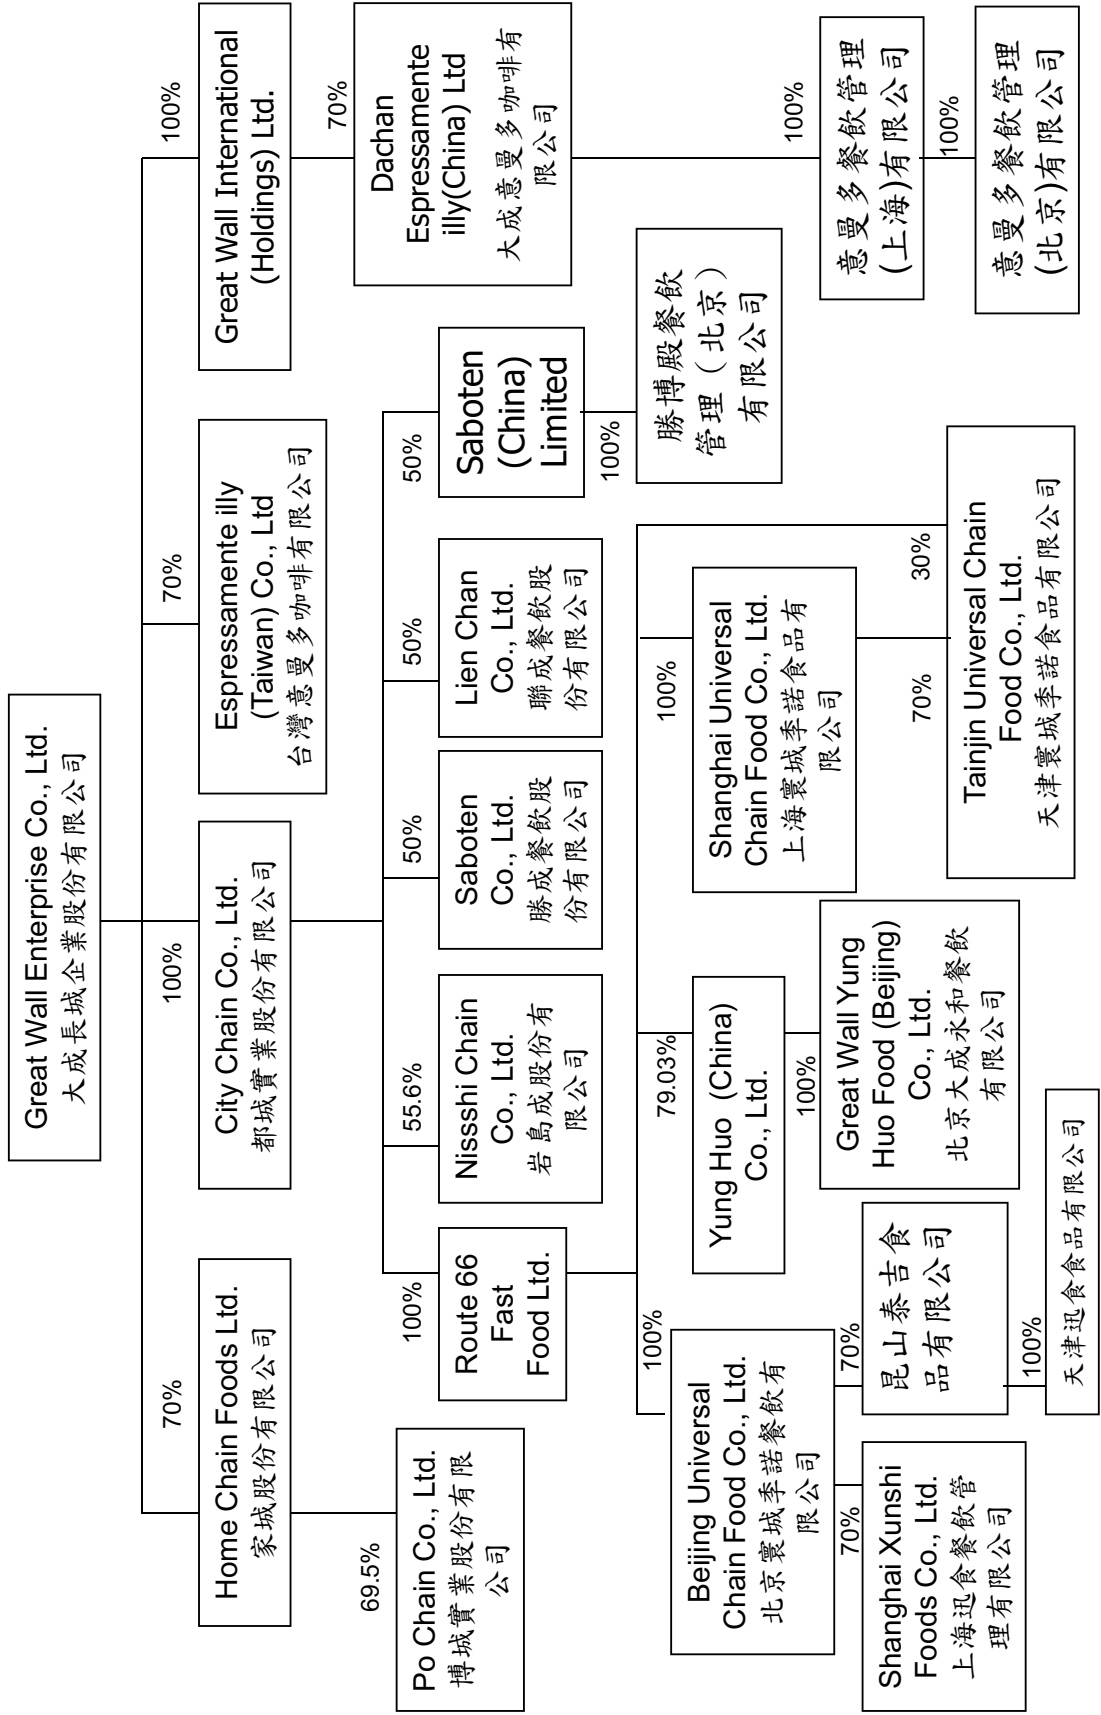 Great Wall Enterprise Co., Ltd.
大成長城企業股份有限公司
70%
100%
70%
100%
Home Chain Foods Ltd.
家城股份有限公司
City Chain Co., Ltd.
都城實業股份有限公司
Espressamente illy
(Taiwan) Co., Ltd
台灣意曼多咖啡有限公司
Great Wall International
(Holdings) Ltd.
69.5%
100%
55.6%
50%
50%
50%
70%
Po Chain Co., Ltd.
博城實業股份有限
公司
Route 66
Fast
Food Ltd.
Nissshi Chain
Co., Ltd.
岩島成股份有
限公司
Saboten
Co., Ltd.
勝成餐飲股
份有限公司
Lien Chan
Co., Ltd.
聯成餐飲股
份有限公司
Saboten
(China)
Limited
Dachan
Espressamente
illy(China) Ltd
大成意曼多咖啡有
限公司
100%
79.03%
100%
100%
Beijing Universal
Chain Food Co., Ltd.
北京寰城季諾餐飲有
限公司
Yung Huo (China)
Co., Ltd.
Shanghai Universal
Chain Food Co., Ltd.
上海寰城季諾食品有
限公司
勝博殿餐飲
管理（北京）
有限公司
70%
70%
100%
70%
30%
100%
Shanghai Xunshi
Foods Co., Ltd.
上海迅食餐飲管
理有限公司
昆山泰吉食
品有限公司
Great Wall Yung
Huo Food (Beijing)
Co., Ltd.
北京大成永和餐飲
有限公司
Tainjin Universal Chain
Food Co., Ltd.
天津寰城季諾食品有限公司
意曼多餐飲管理
(上海)有限公司
100%
100%
天津迅食食品有限公司
意曼多餐飲管理
(北京)有限公司